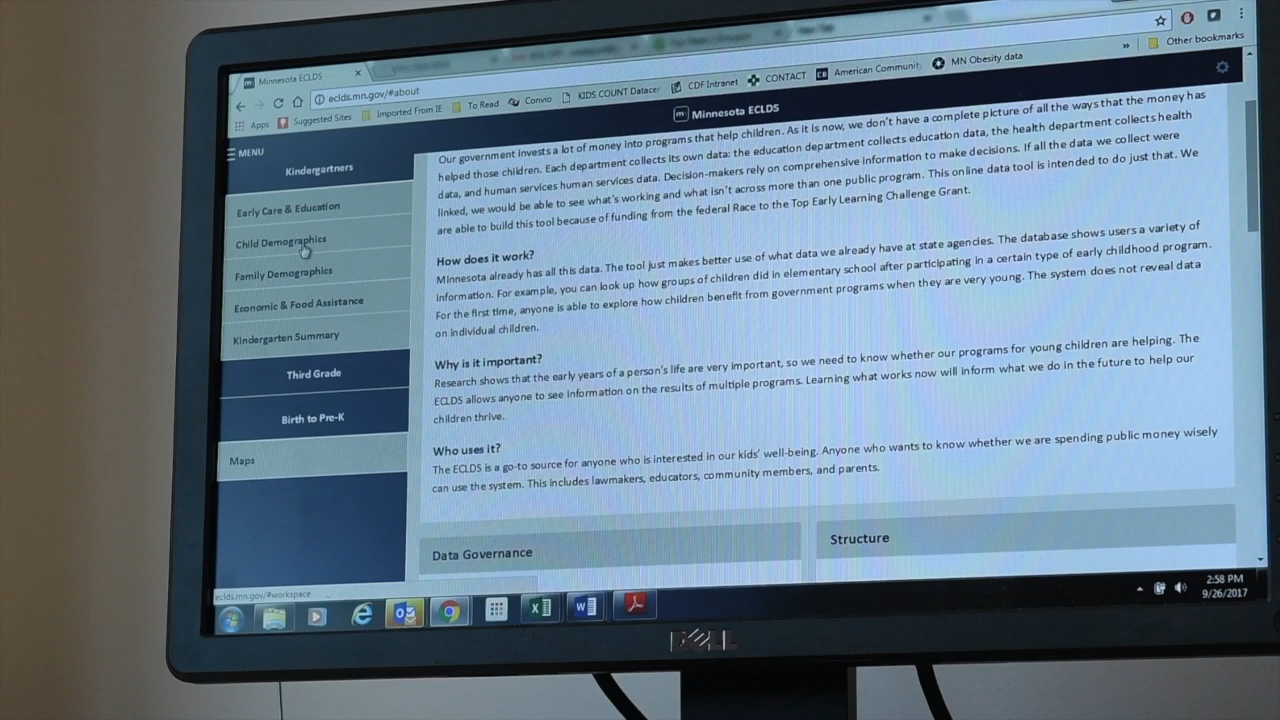 Minnesota ECLDS
eclds.mn.gov/#about
Other bookmarks
Apps
Suggested Sites
Imported From IE
To Read
Convio
KIDS COUNT Datacer
CDF Intranet
CONTACT
American Communit
MN Obesity data
MENU
Minnesota ECLDS
Kindergartners
Early Care & Education
Child Demographics
Family Demographics
Economic & Food Assistance
Kindergarten Summary
Third Grade
Birth to Pre-K
Maps
Our government invests a lot of money into programs that help children. As it is now, we don't have a complete picture of all the ways that the money has
helped those children. Each department collects its own data: the education department collects education data, the health department collects health
data, and human services human services data. Decision-makers rely on comprehensive information to make decisions. If all the data we collect were
linked, we would be able to see what's working and what isn't across more than one public program. This online data tool is intended to do just that. We
are able to build this tool because of funding from the federal Race to the Top Early Learning Challenge Grant.
How does it work?
Minnesota already has all this data. The tool just makes better use of what data we already have at state agencies. The database shows users a variety of
information. For example, you can look up how groups of children did in elementary school after participating in a certain type of early childhood program.
For the first time, anyone is able to explore how children benefit from government programs when they are very young. The system does not reveal data
on individual children.
Why is it important?
Research shows that the early years of a person's life are very important, so we need to know whether our programs for young children are helping. The
ECLDS allows anyone to see information on the results of multiple programs. Learning what works now will inform what we do in the future to help our
children thrive.
Who uses it?
The ECLDS is a go-to source for anyone who is interested in our kids' well-being. Anyone who wants to know whether we are spending public money wisely
can use the system. This includes lawmakers, educators, community members, and parents.
Data Governance
Structure
eclds.mn.gov/#workspace
2:58 PM
9/26/2017
DELL